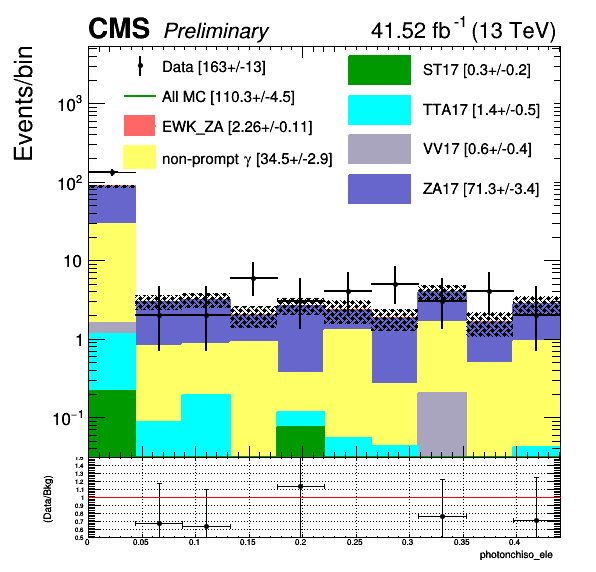 CMS Preliminary 41.52 fb⁻¹ (13 TeV)
Events/bin
Data [163+/-13]
All MC [110.3+/-4.5]
EWK_ZA [2.26+/-0.11]
non-prompt γ [34.5+/-2.9]
ST17 [0.3+/-0.2]
TTA17 [1.4+/-0.5]
VV17 [0.6+/-0.4]
ZA17 [71.3+/-3.4]
10³
10²
10
1
10⁻¹
(Data/Bkg)
1.5
1.4
1.3
1.2
1.1
1
0.9
0.8
0.7
0.6
0.5
0 0.05 0.1 0.15 0.2 0.25 0.3 0.35 0.4
photonchiso_ele